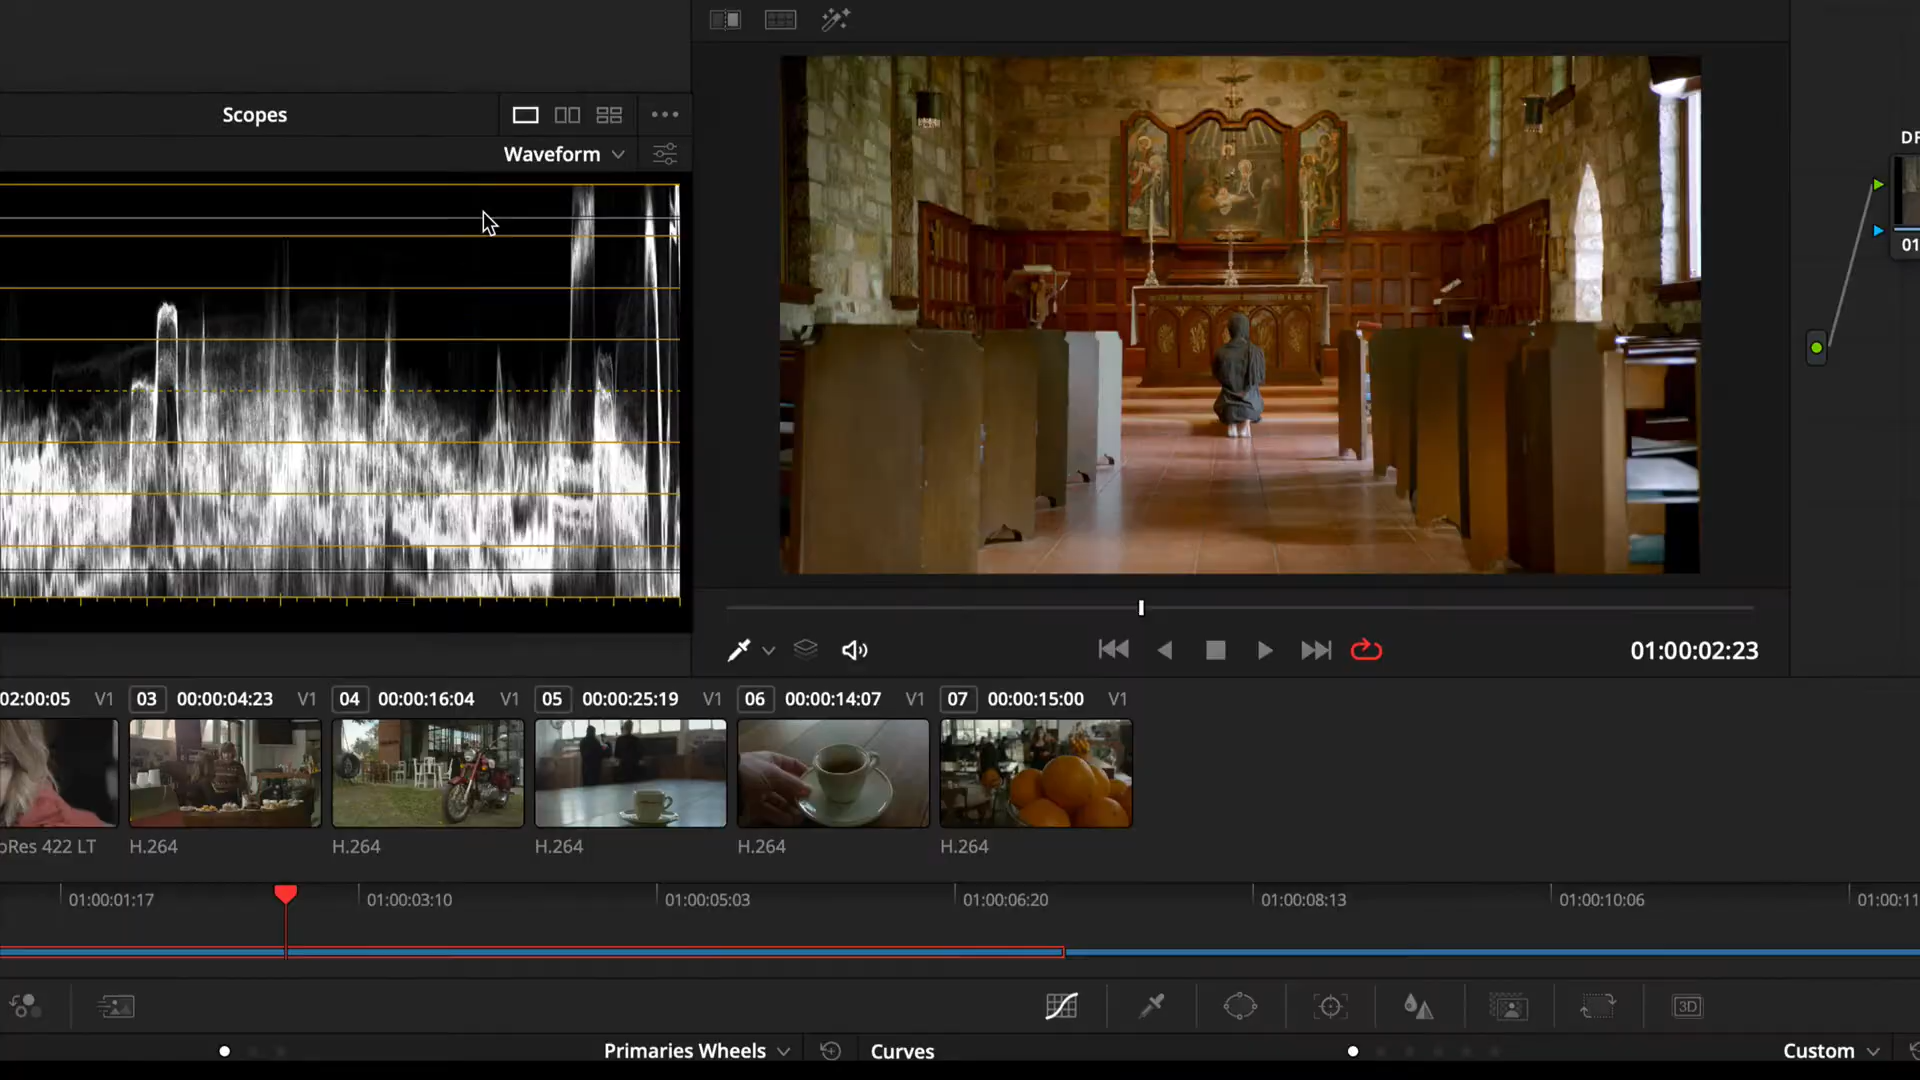 Scopes
Waveform
DF
01
01:00:02:23
02:00:05 V1 03 00:00:04:23 V1 04 00:00:16:04 V1 05 00:00:25:19 V1 06 00:00:14:07 V1 07 00:00:15:00 V1
oRes 422 LT H.264 H.264 H.264 H.264 H.264
01:00:01:17 01:00:03:10 01:00:05:03 01:00:06:20 01:00:08:13 01:00:10:06 01:00:11
3D
Primaries Wheels Curves Custom